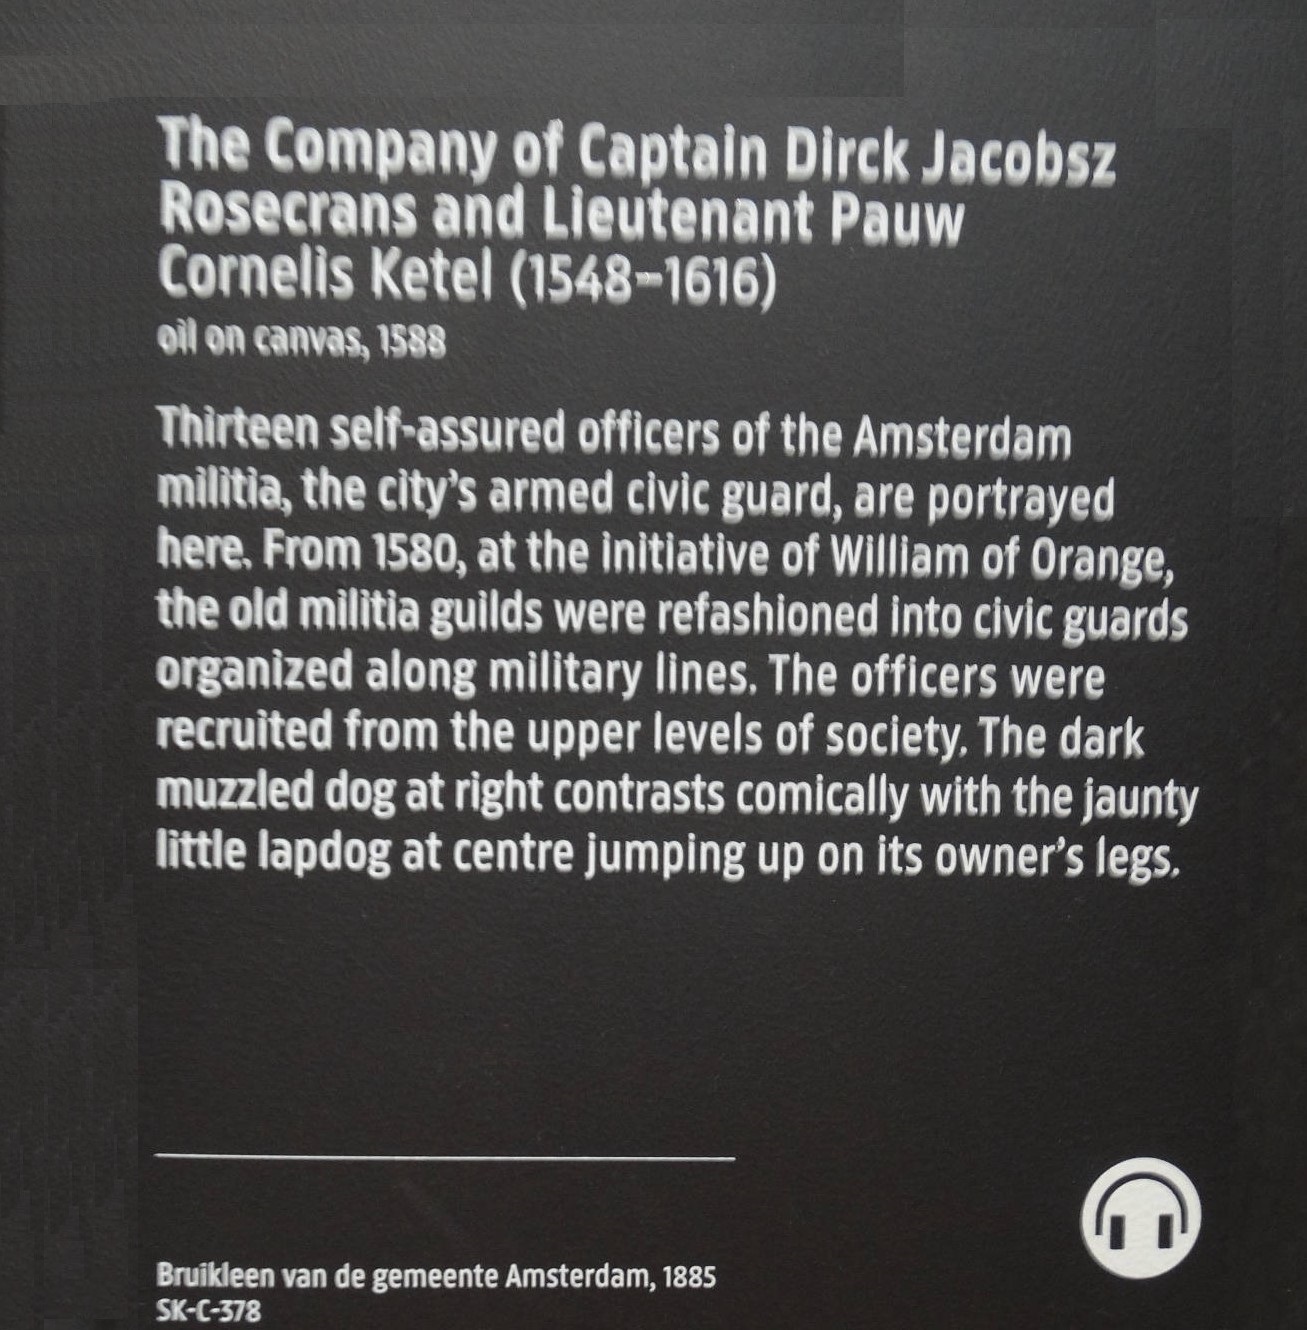 The Company of Captain Dirck Jacobsz
Rosecrans and Lieutenant Pauw
Cornelis Ketel (1548–1616)
oil on canvas, 1588
Thirteen self-assured officers of the Amsterdam
militia, the city's armed civic guard, are portrayed
here. From 1580, at the initiative of William of Orange,
the old militia guilds were refashioned into civic guards
organized along military lines. The officers were
recruited from the upper levels of society. The dark
muzzled dog at right contrasts comically with the jaunty
little lapdog at centre jumping up on its owner's legs.
Bruikleen van de gemeente Amsterdam, 1885
SK-C-378